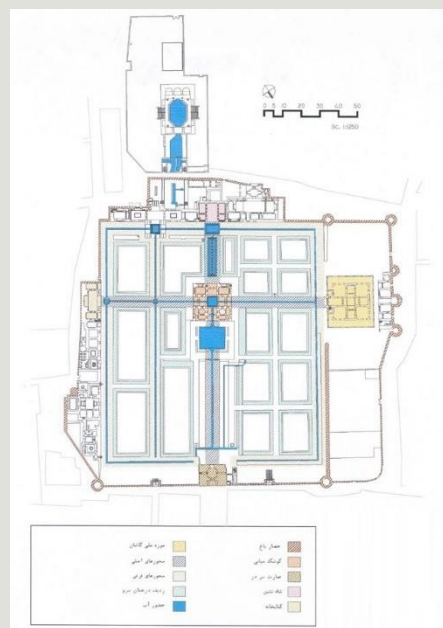 0 5 10 20 30 40 50
SC. 1:1250
حصار باغ
کوشک میانی
عمارت سر در
شاه نشین
کتابخانه
موزه ملی کاشان
محورهای اصلی
محورهای فرعی
ردیف درختان سرو
حضور آب